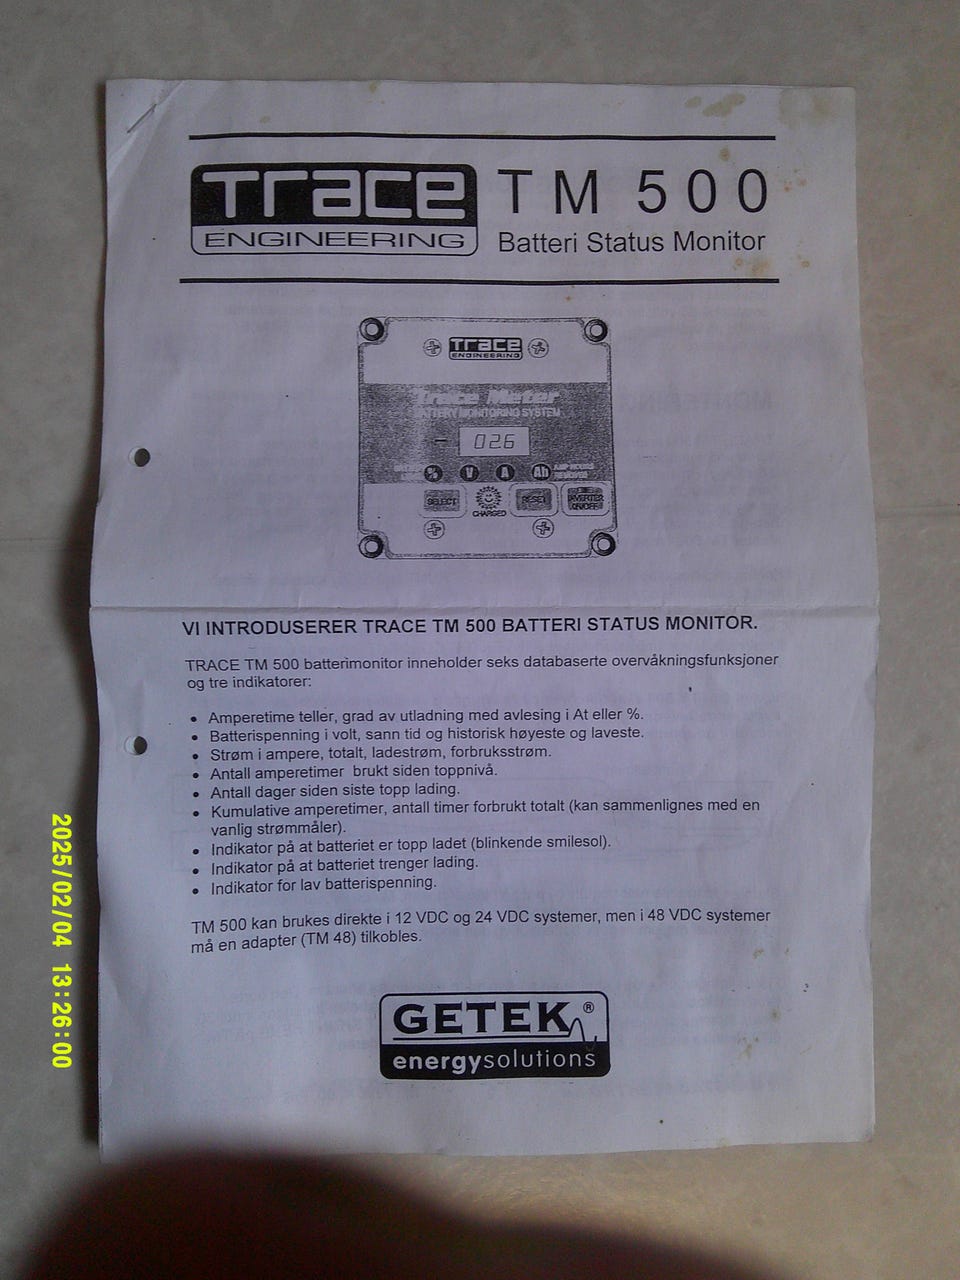 Trace
ENGINEERING
TM 500
Batteri Status Monitor
Trace
ENGINEERING
Trace Meter
BATTERY MONITORING SYSTEM
026
% V A Ah
SELECT
CHARGED
RESET
INVERTER
ON/OFF
VI INTRODUSERER TRACE TM 500 BATTERI STATUS MONITOR.
TRACE TM 500 batterimonitor inneholder seks databaserte overvåkningsfunksjoner
og tre indikatorer:
• Amperetime teller, grad av utladning med avlesing i At eller %.
• Batterispenning i volt, sann tid og historisk høyeste og laveste.
• Strøm i ampere, totalt, ladestrøm, forbruksstrøm.
• Antall amperetimer brukt siden toppnivå.
• Antall dager siden siste topp lading.
• Kumulative amperetimer, antall timer forbrukt totalt (kan sammenlignes med en
vanlig strømmåler).
• Indikator på at batteriet er topp ladet (blinkende smilesol).
• Indikator på at batteriet trenger lading.
• Indikator for lav batterispenning.
TM 500 kan brukes direkte i 12 VDC og 24 VDC systemer, men i 48 VDC systemer
må en adapter (TM 48) tilkobles.
GETEK®
energysolutions
2025/02/04 13:26:00